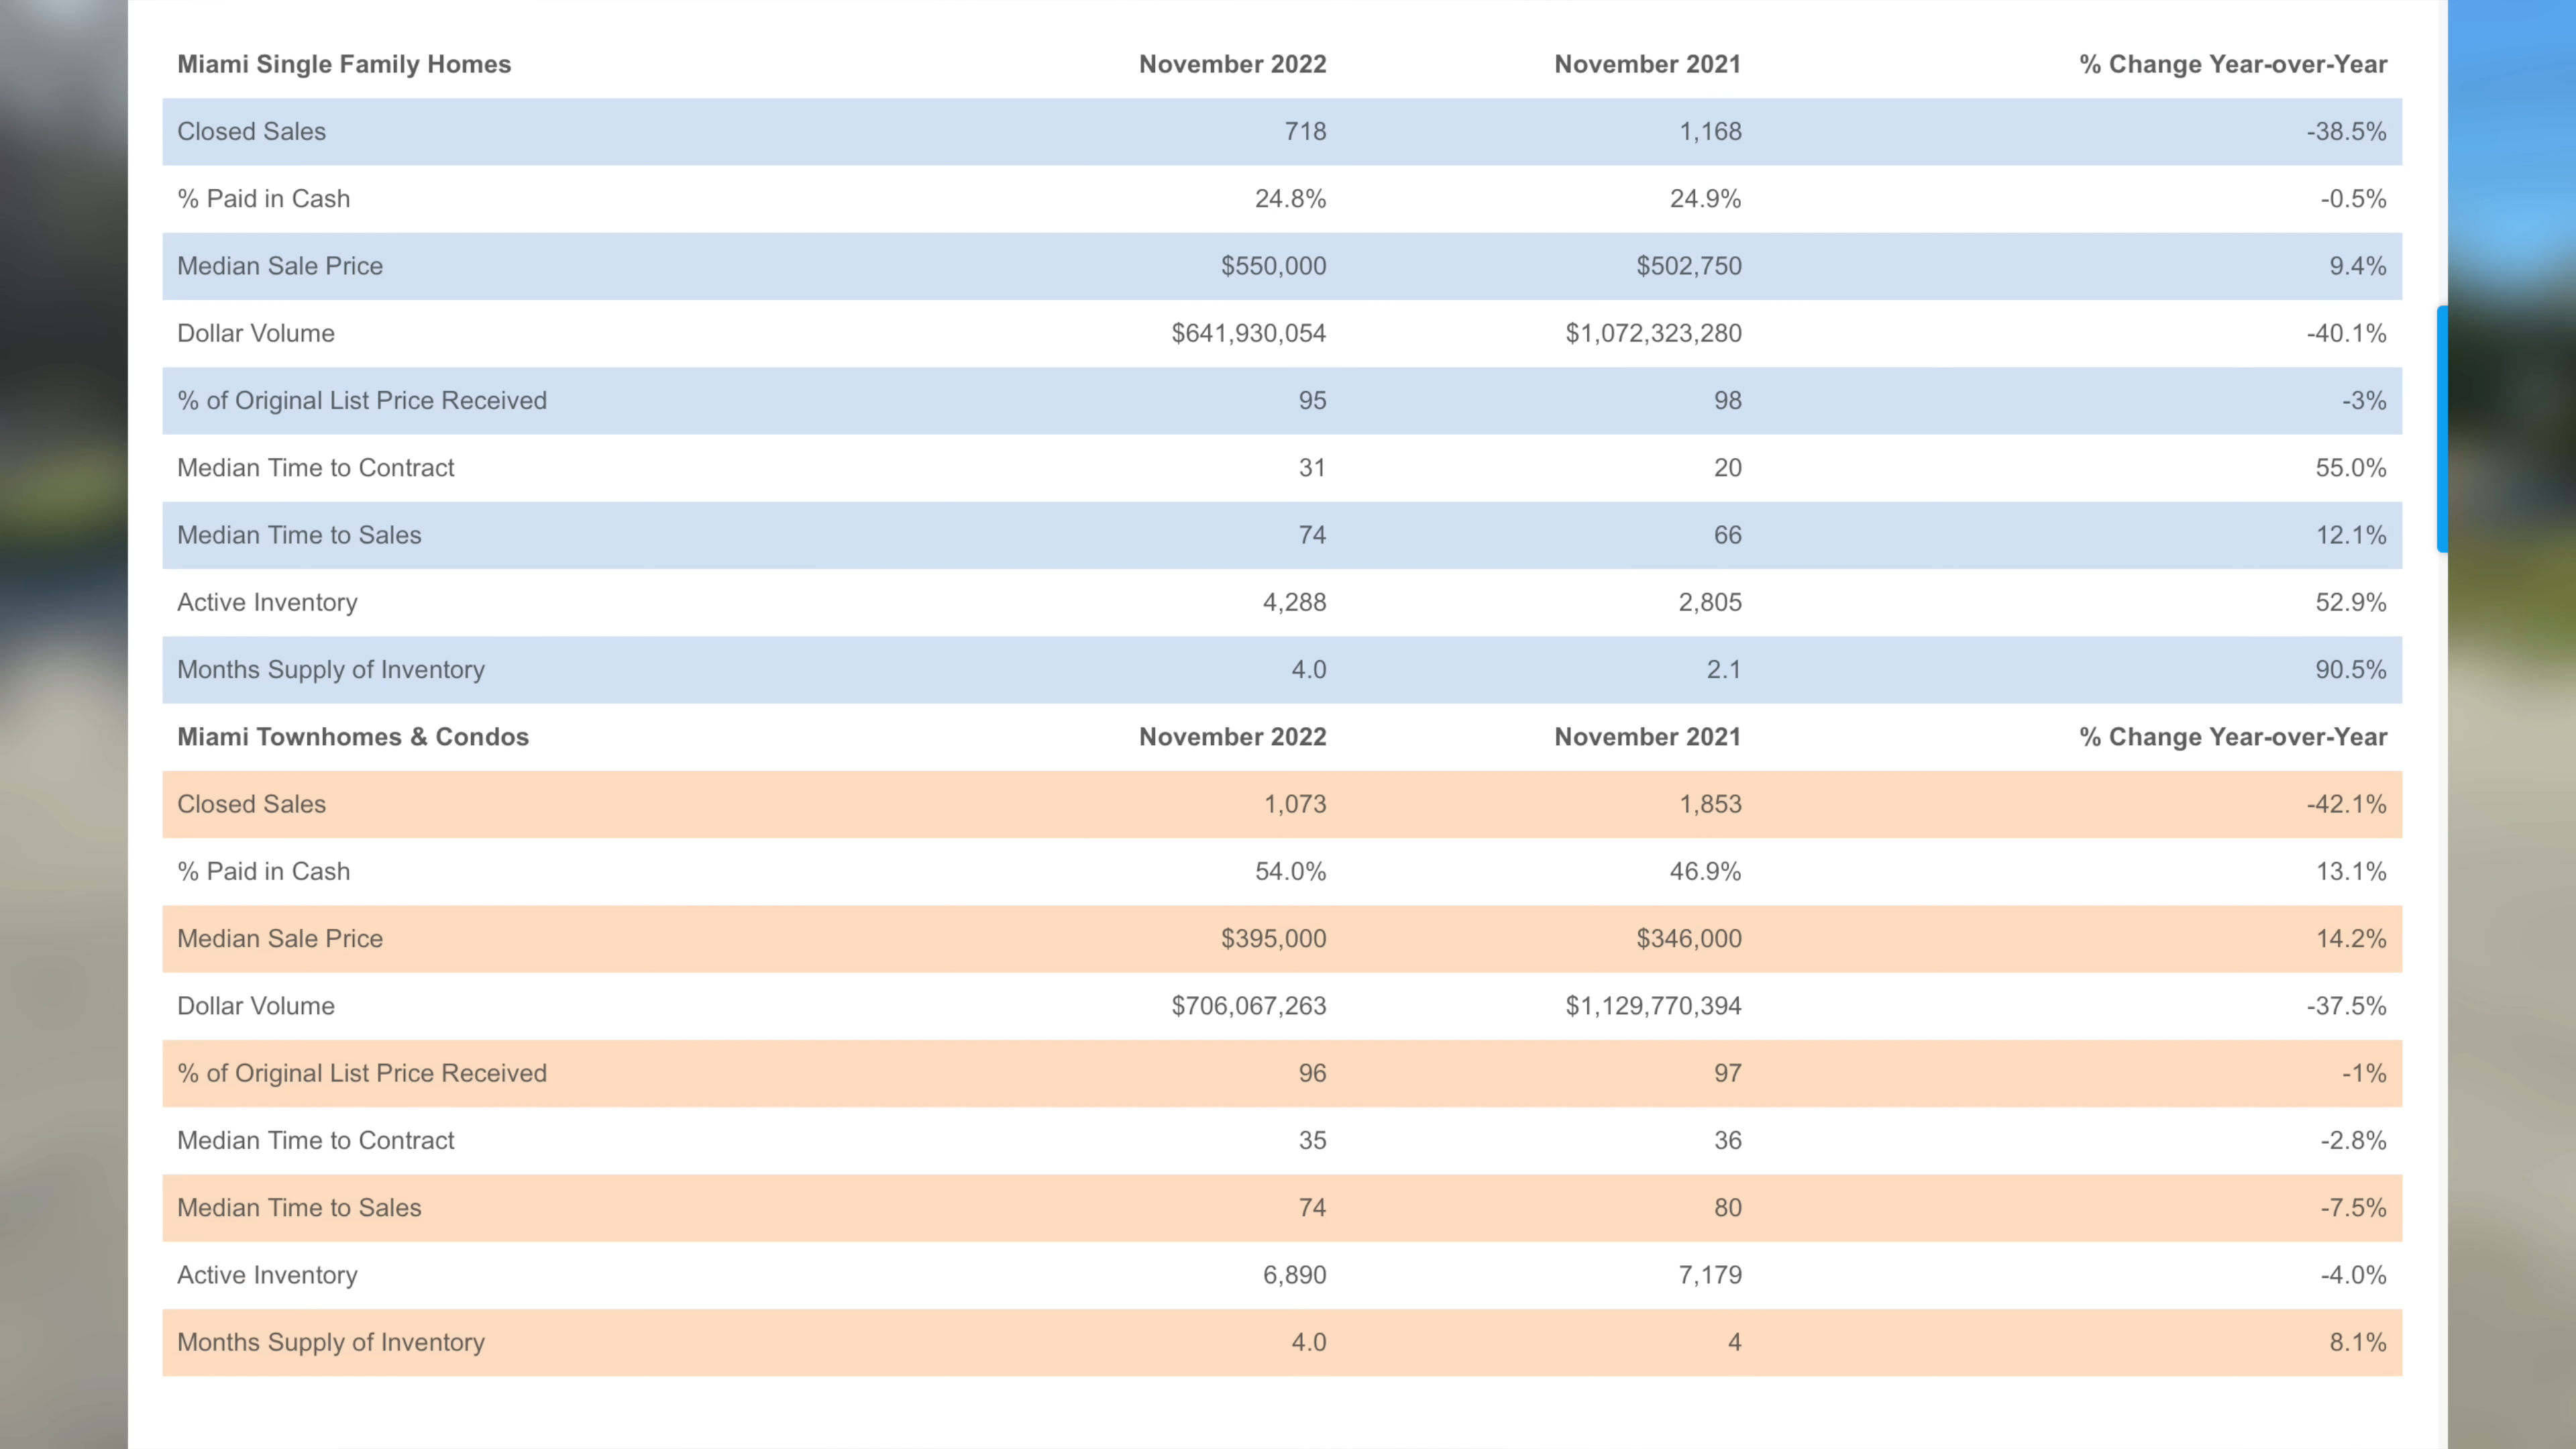 Miami Single Family Homes November 2022 November 2021 % Change Year-over-Year
Closed Sales 718 1,168 -38.5%
% Paid in Cash 24.8% 24.9% -0.5%
Median Sale Price $550,000 $502,750 9.4%
Dollar Volume $641,930,054 $1,072,323,280 -40.1%
% of Original List Price Received 95 98 -3%
Median Time to Contract 31 20 55.0%
Median Time to Sales 74 66 12.1%
Active Inventory 4,288 2,805 52.9%
Months Supply of Inventory 4.0 2.1 90.5%
Miami Townhomes & Condos November 2022 November 2021 % Change Year-over-Year
Closed Sales 1,073 1,853 -42.1%
% Paid in Cash 54.0% 46.9% 13.1%
Median Sale Price $395,000 $346,000 14.2%
Dollar Volume $706,067,263 $1,129,770,394 -37.5%
% of Original List Price Received 96 97 -1%
Median Time to Contract 35 36 -2.8%
Median Time to Sales 74 80 -7.5%
Active Inventory 6,890 7,179 -4.0%
Months Supply of Inventory 4.0 4 8.1%